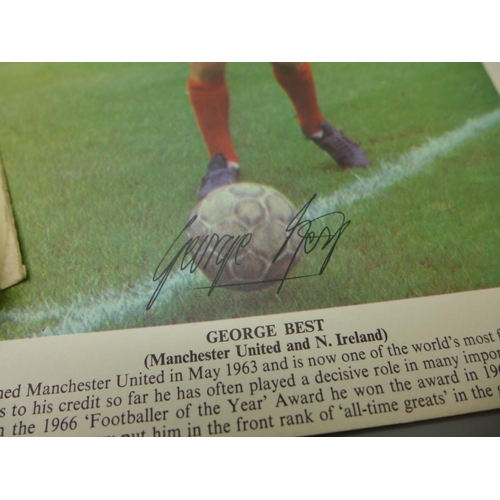 George Best
GEORGE BEST
(Manchester United and N. Ireland)
ned Manchester United in May 1963 and is now one of the world's most f
s to his credit so far he has often played a decisive role in many impo
n the 1966 'Footballer of the Year' Award he won the award in 196
put him in the front rank of 'all-time greats' in the